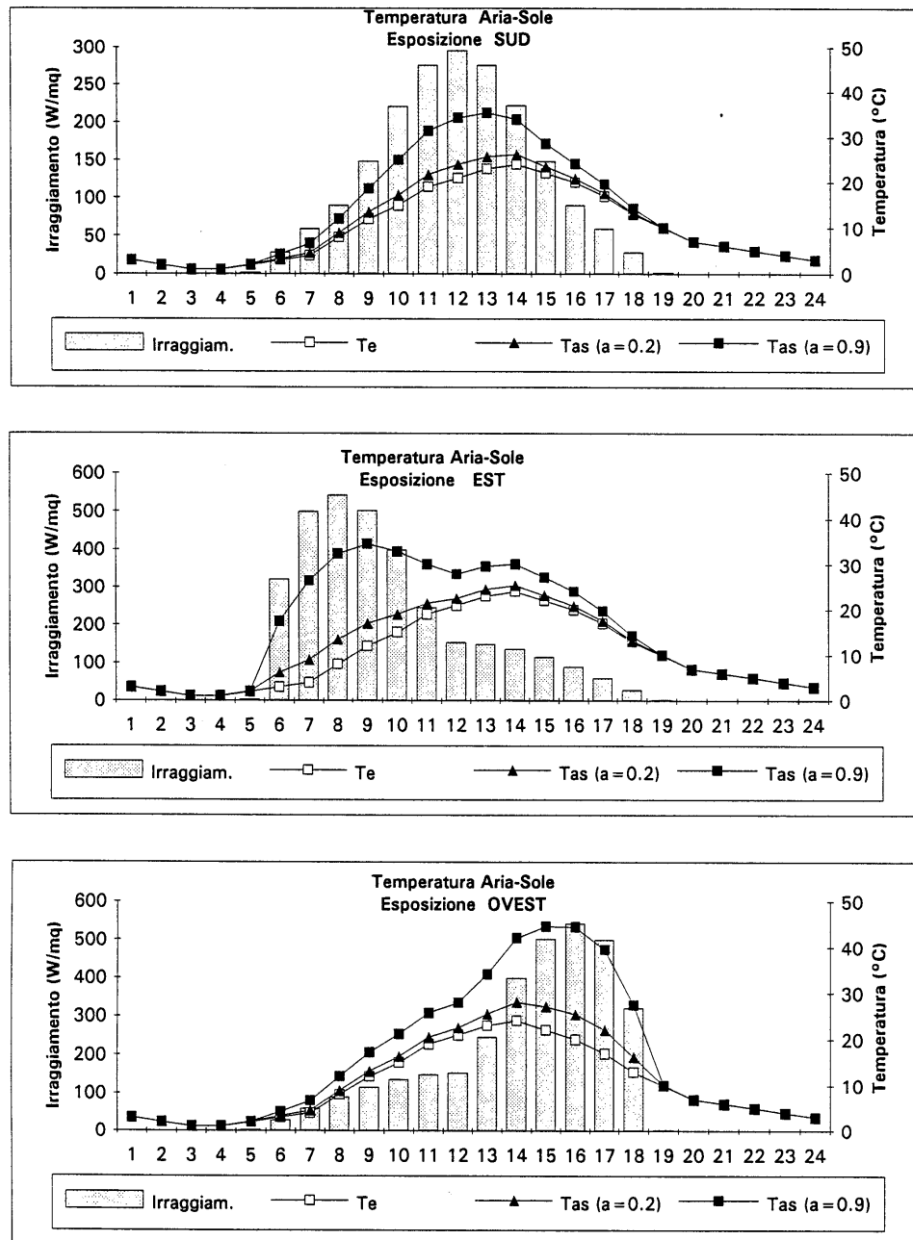 Temperatura Aria-Sole
Esposizione SUD
Irraggiamento (W/mq)
300
250
200
150
100
50
0
50
40
30
20
10
0
Temperatura (°C)
1 2 3 4 5 6 7 8 9 10 11 12 13 14 15 16 17 18 19 20 21 22 23 24
Irraggiam. Te Tas (a=0.2) Tas (a=0.9)
Temperatura Aria-Sole
Esposizione EST
Irraggiamento (W/mq)
600
500
400
300
200
100
0
50
40
30
20
10
0
Temperatura (°C)
1 2 3 4 5 6 7 8 9 10 11 12 13 14 15 16 17 18 19 20 21 22 23 24
Irraggiam. Te Tas (a=0.2) Tas (a=0.9)
Temperatura Aria-Sole
Esposizione OVEST
Irraggiamento (W/mq)
600
500
400
300
200
100
0
50
40
30
20
10
0
Temperatura (°C)
1 2 3 4 5 6 7 8 9 10 11 12 13 14 15 16 17 18 19 20 21 22 23 24
Irraggiam. Te Tas (a=0.2) Tas (a=0.9)